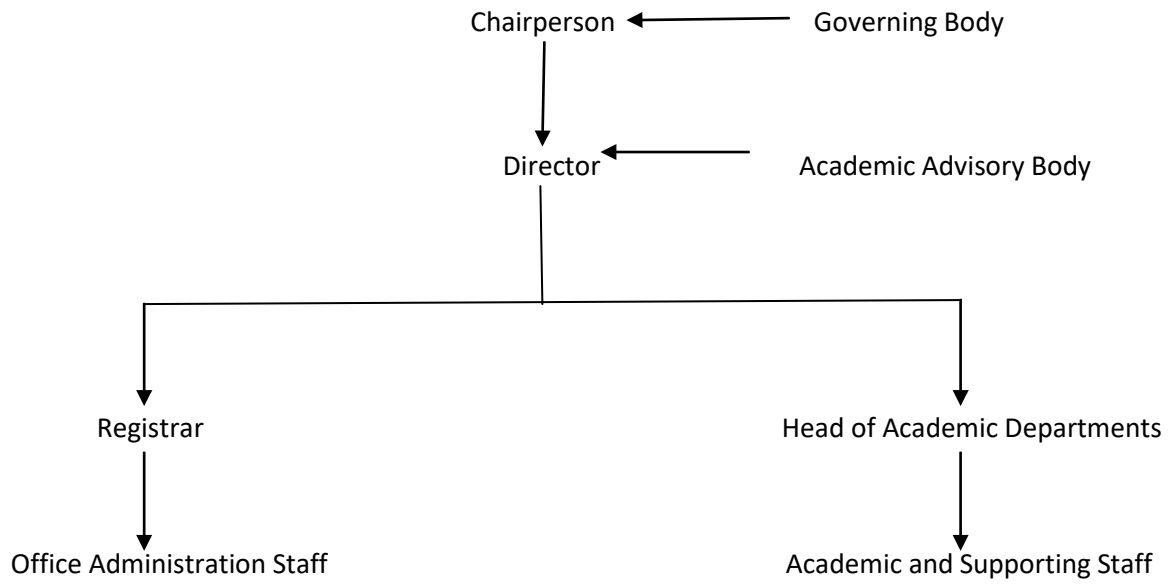 Chairperson
Governing Body
Director
Academic Advisory Body
Registrar
Head of Academic Departments
Office Administration Staff
Academic and Supporting Staff